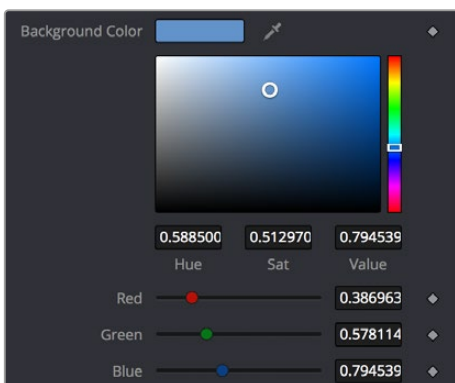 Background Color
0.588500 0.512970 0.794539
Hue Sat Value
Red 0.386963
Green 0.578114
Blue 0.794539